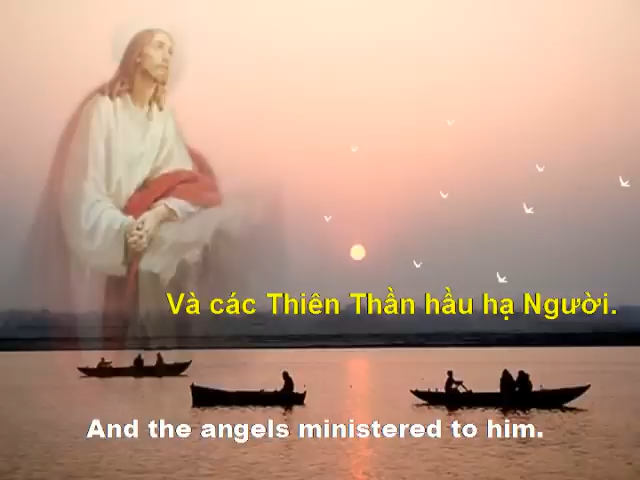 Và các Thiên Thần hầu hạ Người.
And the angels ministered to him.